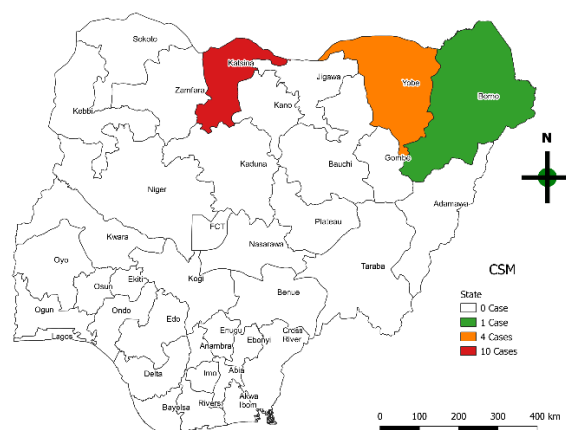 Sokoto
Katsina
Jigawa
Yobe
Borno
Zamfara
Kebbi
Kano
Gombe
Kaduna
Bauchi
N
Niger
Adamawa
Plateau
FCT
Kwara
Nasarawa
Oyo
Taraba
Kogi
CSM
Osun
Ekiti
Benue
State
0 Case
1 Case
4 Cases
10 Cases
Ogun
Ondo
Edo
Lagos
Enugu
Cross
River
Anambra
Ebonyi
Delta
Imo
Abia
Akwa
Ibom
Bayelsa
Rivers
0 100 200 300 400 km